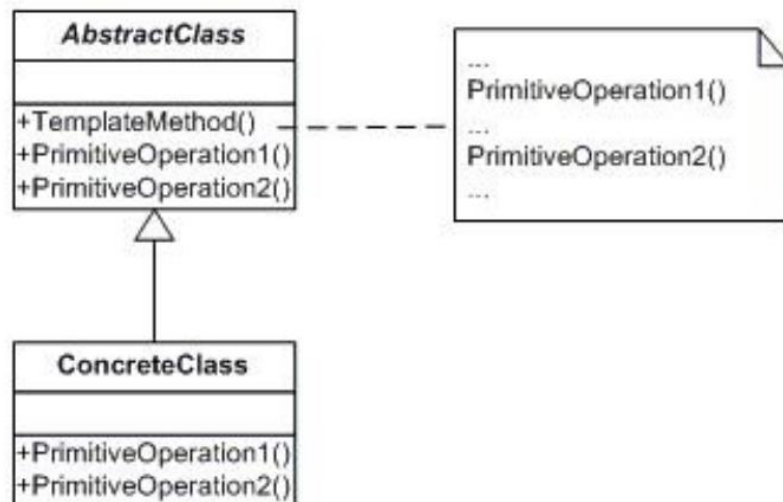 AbstractClass
+TemplateMethod()
+PrimitiveOperation1()
+PrimitiveOperation2()
...
PrimitiveOperation1()
...
PrimitiveOperation2()
...
ConcreteClass
+PrimitiveOperation1()
+PrimitiveOperation2()